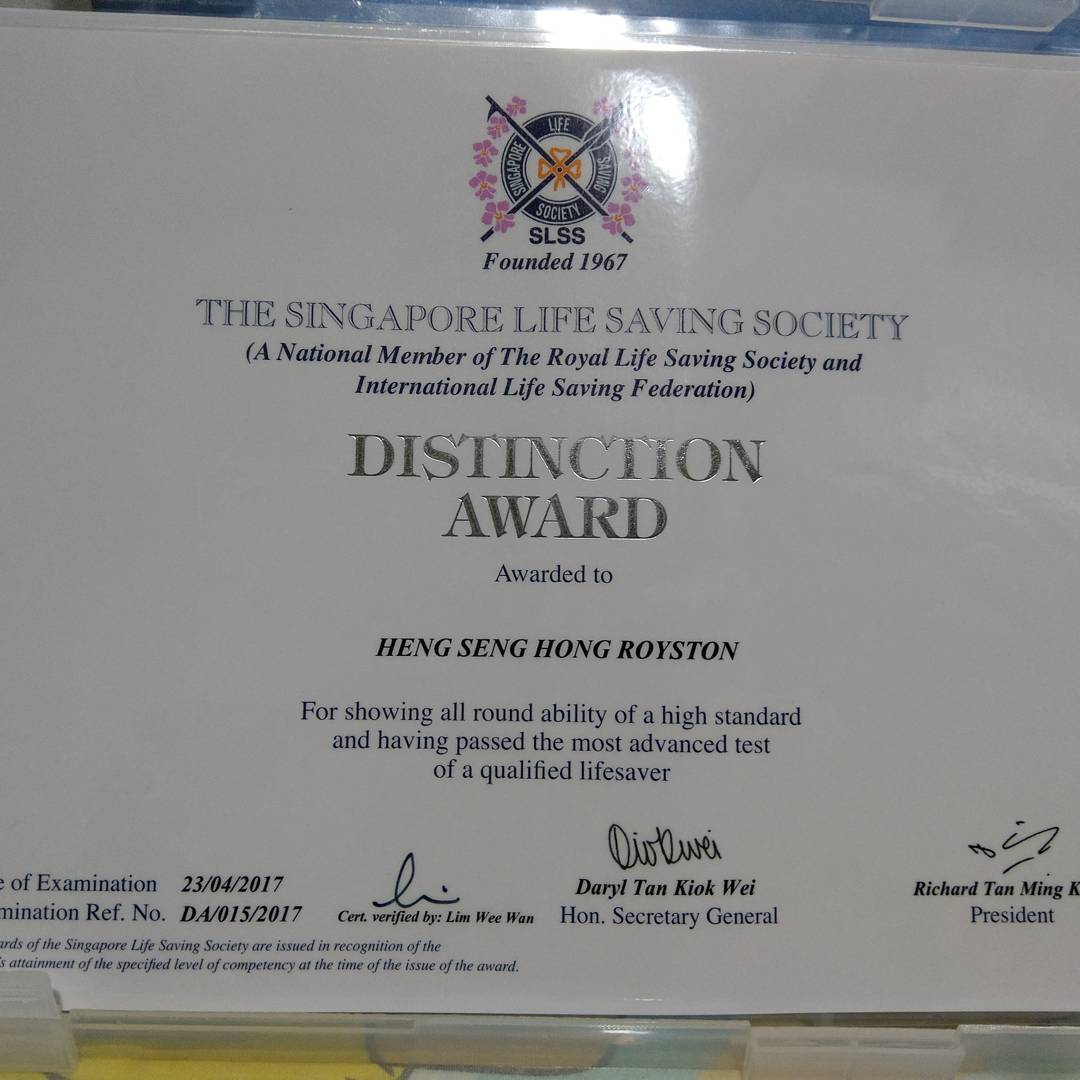 LIFE
SINGAPORE
SAVING
SOCIETY
SLSS
Founded 1967
THE SINGAPORE LIFE SAVING SOCIETY
(A National Member of The Royal Life Saving Society and
International Life Saving Federation)
DISTINCTION
AWARD
Awarded to
HENG SENG HONG ROYSTON
For showing all round ability of a high standard
and having passed the most advanced test
of a qualified lifesaver
e of Examination 23/04/2017
mination Ref. No. DA/015/2017
Cert. verified by: Lim Wee Wan
Daryl Tan Kiok Wei
Hon. Secretary General
Richard Tan Ming K
President
ards of the Singapore Life Saving Society are issued in recognition of the
s attainment of the specified level of competency at the time of the issue of the award.